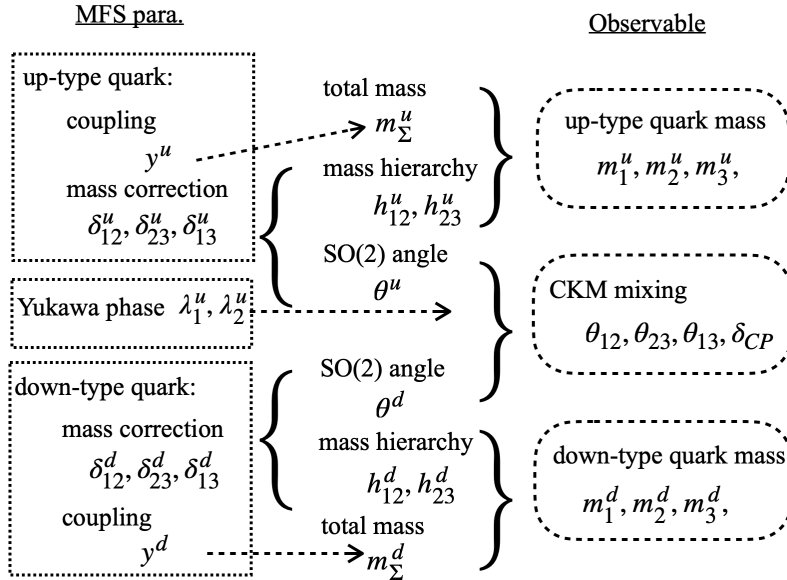 MFS para.
up-type quark:
coupling
y^u
mass correction
δ^u_12, δ^u_23, δ^u_13
Yukawa phase λ^u_1, λ^u_2
down-type quark:
mass correction
δ^d_12, δ^d_23, δ^d_13
coupling
y^d
total mass
m^u_Σ
mass hierarchy
h^u_12, h^u_23
SO(2) angle
θ^u
SO(2) angle
θ^d
mass hierarchy
h^d_12, h^d_23
total mass
m^d_Σ
Observable
up-type quark mass
m^u_1, m^u_2, m^u_3,
CKM mixing
θ_12, θ_23, θ_13, δ_CP
down-type quark mass
m^d_1, m^d_2, m^d_3,